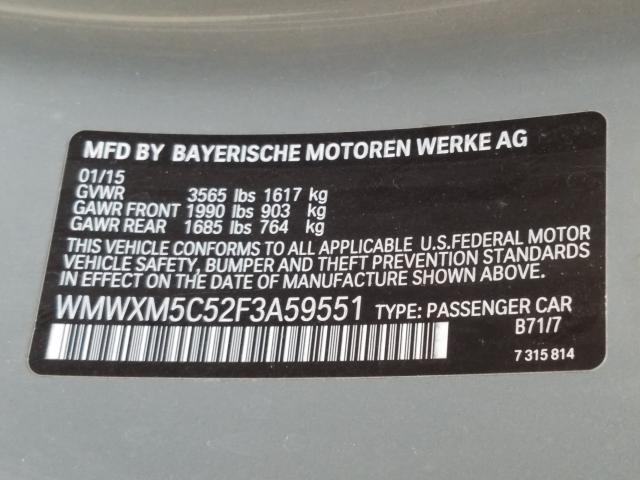 MFD BY BAYERISCHE MOTOREN WERKE AG
01/15
GVWR 3565 lbs 1617 kg
GAWR FRONT 1990 lbs 903 kg
GAWR REAR 1685 lbs 764 kg
THIS VEHICLE CONFORMS TO ALL APPLICABLE U.S.FEDERAL MOTOR
VEHICLE SAFETY, BUMPER AND THEFT PREVENTION STANDARDS
IN EFFECT ON THE DATE OF MANUFACTURE SHOWN ABOVE.
WMWXM5C52F3A59551 TYPE: PASSENGER CAR
B71/7
7 315 814